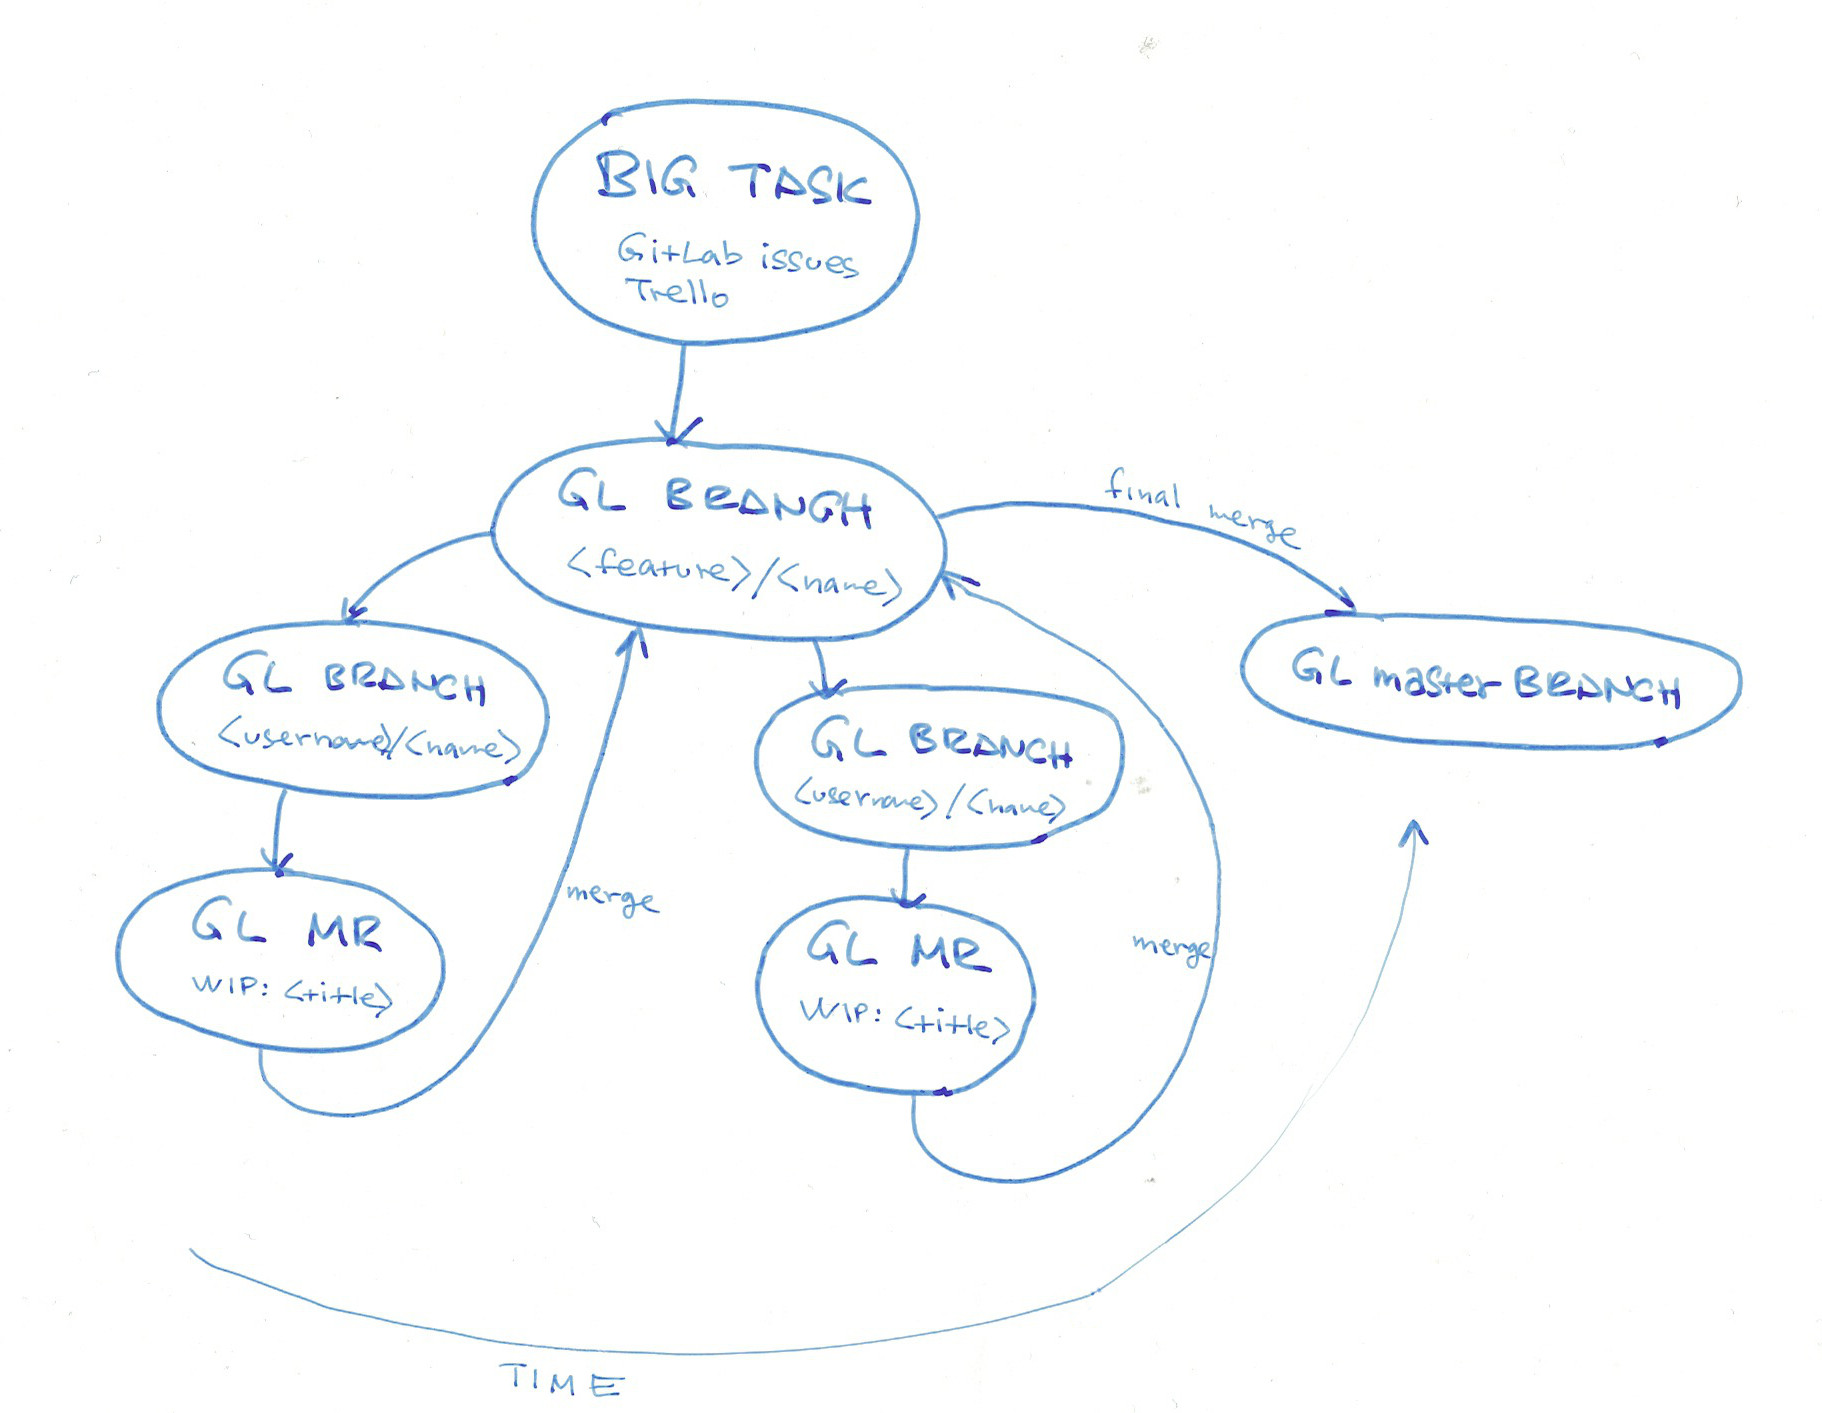 BIG TASK
GitLab issues
Trello
GL BRANCH
<feature>/<name>
final merge
GL BRANCH
<username>/<name>
GL master BRANCH
GL BRANCH
<username>/<name>
merge
GL MR
WIP: <title>
merge
GL MR
WIP: <title>
TIME